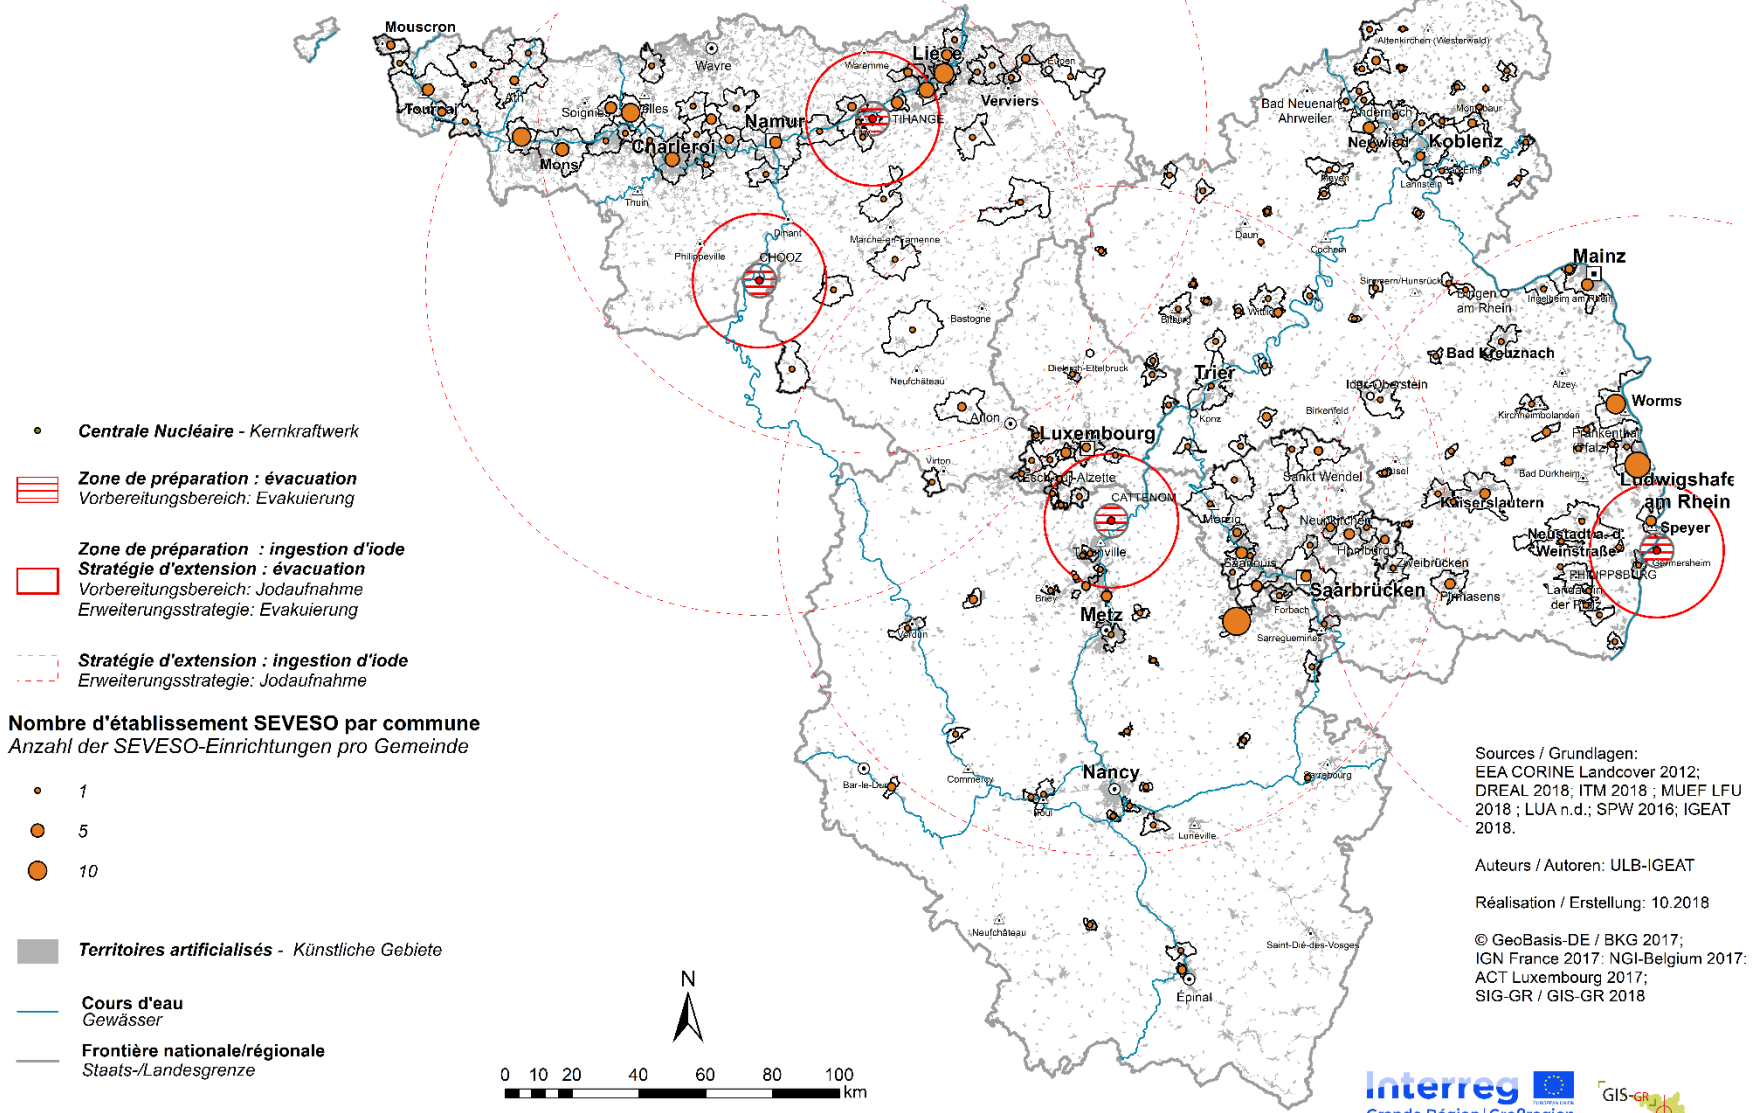 Mouscron
Altenkirchen (Westerwald)
Wavre
Liège
Waremme
Eupen
Verviers
Tournai
Ath
Soignies
Bad Neuenahr-
Ahrweiler
Andernach
Montabaur
Namur
TIHANGE
Neuwied
Koblenz
Mons
Charleroi
Mayen
Bad Ems
Lahnstein
Thuin
Dinant
Marche-en-Famenne
Daun
Cochem
Philippeville
CHOOZ
Mainz
Simmern/Hunsrück
Bingen
am Rhein
Ingelheim am Rhein
Bastogne
Bitburg
Wittlich
Bad Kreuznach
Diekirch-Ettelbruck
Neufchâteau
Trier
Idar-Oberstein
Alzey
Worms
Arlon
Konz
Birkenfeld
Kirchheimbolanden
Centrale Nucléaire - Kernkraftwerk
Luxembourg
Frankenthal
(Pfalz)
Virton
Esch-sur-Alzette
Sankt Wendel
Kusel
Bad Dürkheim
Zone de préparation : évacuation
Vorbereitungsbereich: Evakuierung
CATTENOM
Kaiserslautern
Ludwigshafe
am Rhein
Merzig
Neunkirchen
Speyer
Neustadt a. d.
Weinstraße
Zone de préparation : ingestion d'iode
Stratégie d'extension : évacuation
Vorbereitungsbereich: Jodaufnahme
Erweiterungsstrategie: Evakuierung
Thionville
Saarlouis
Homburg
Zweibrücken
Germersheim
PHILIPPSBURG
Briey
Saarbrücken
Pirmasens
Landau in
der Pfalz
Metz
Forbach
Verdun
Sarreguemines
Stratégie d'extension : ingestion d'iode
Erweiterungsstrategie: Jodaufnahme
Nombre d'établissement SEVESO par commune
Anzahl der SEVESO-Einrichtungen pro Gemeinde
1
5
10
Nancy
Commercy
Bar-le-Duc
Toul
Sarrebourg
Lunéville
Neufchâteau
Saint-Dié-des-Vosges
Épinal
Territoires artificialisés - Künstliche Gebiete
Cours d'eau
Gewässer
Frontière nationale/régionale
Staats-/Landesgrenze
N
0 10 20 40 60 80 100
km
Sources / Grundlagen:
EEA CORINE Landcover 2012;
DREAL 2018; ITM 2018 ; MUEF LFU
2018 ; LUA n.d.; SPW 2016; IGEAT
2018.
Auteurs / Autoren: ULB-IGEAT
Réalisation / Erstellung: 10.2018
© GeoBasis-DE / BKG 2017;
IGN France 2017: NGI-Belgium 2017:
ACT Luxembourg 2017;
SIG-GR / GIS-GR 2018
Interreg
EUROPEAN UNION
Grande Région | Großregion
GIS-GR